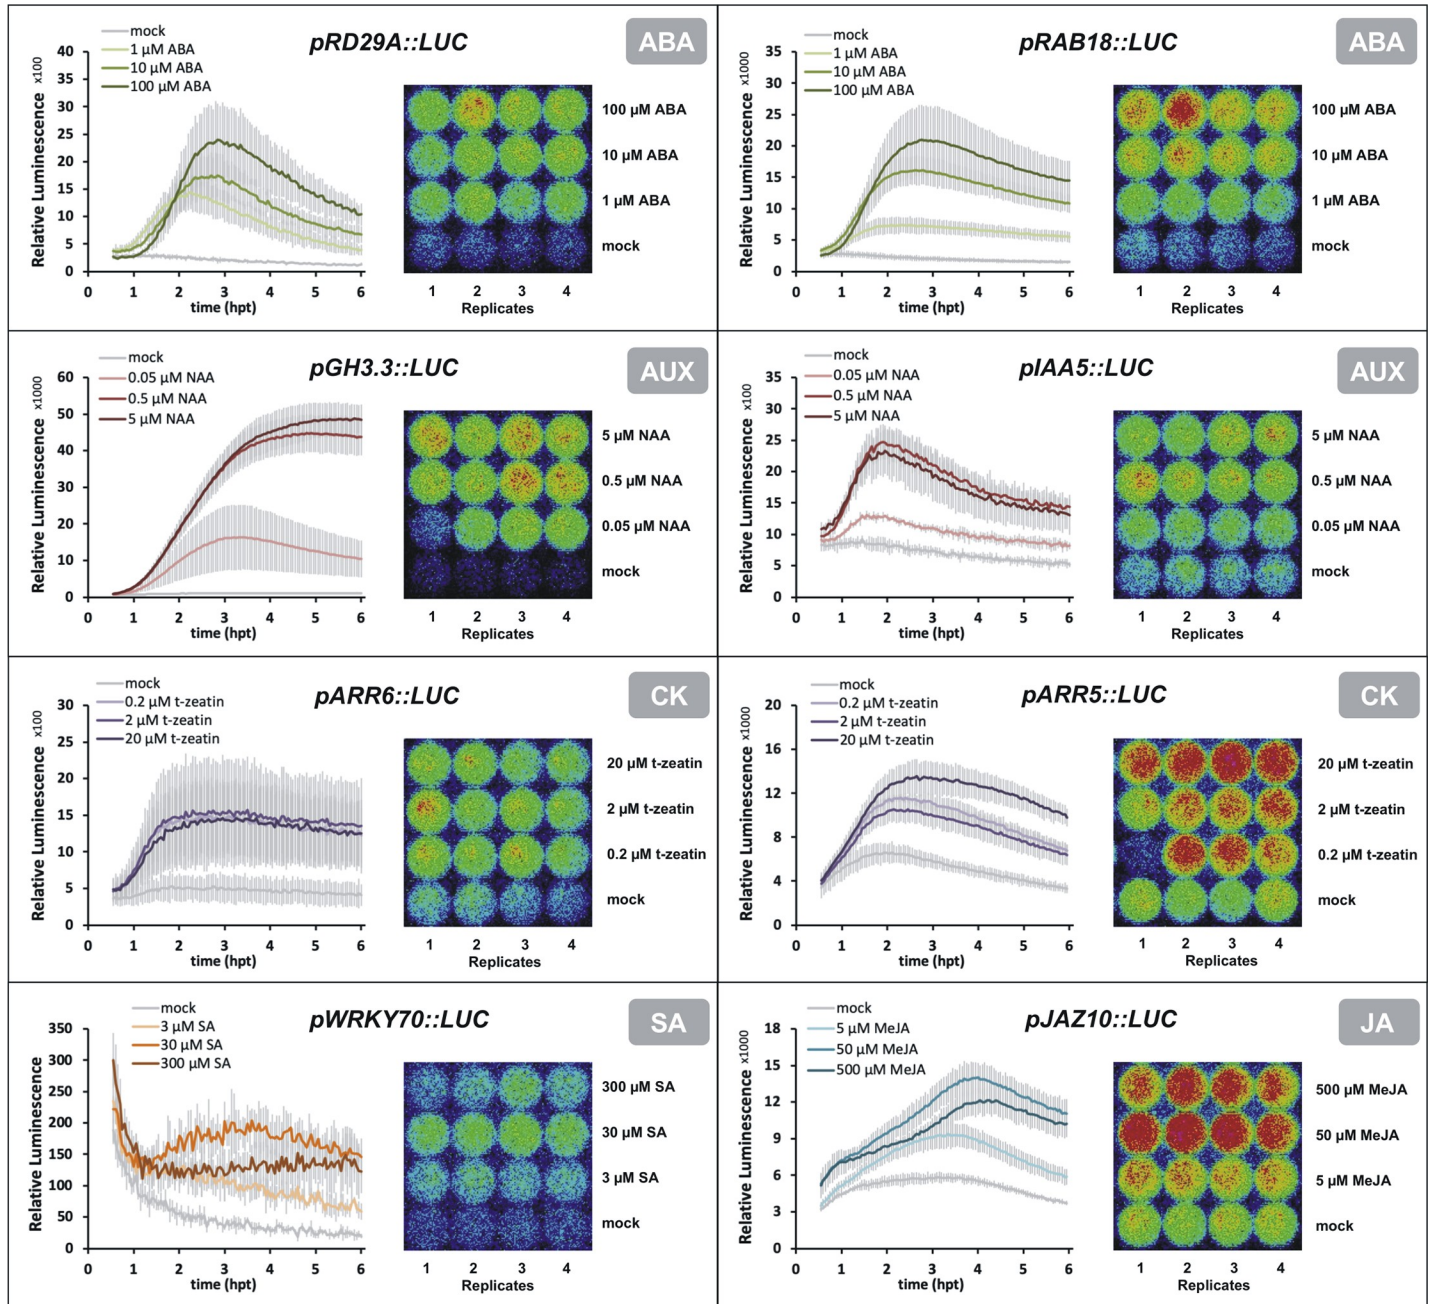 mock
1 µM ABA
10 µM ABA
100 µM ABA
pRD29A::LUC
ABA
Relative Luminescence x100
40
35
30
25
20
15
10
5
0
0 1 2 3 4 5 6
time (hpt)
100 µM ABA
10 µM ABA
1 µM ABA
mock
1 2 3 4
Replicates
mock
1 µM ABA
10 µM ABA
100 µM ABA
pRAB18::LUC
ABA
Relative Luminescence x1000
35
30
25
20
15
10
5
0
0 1 2 3 4 5 6
time (hpt)
100 µM ABA
10 µM ABA
1 µM ABA
mock
1 2 3 4
Replicates
mock
0.05 µM NAA
0.5 µM NAA
5 µM NAA
pGH3.3::LUC
AUX
Relative Luminescence x1000
60
50
40
30
20
10
0
0 1 2 3 4 5 6
time (hpt)
5 µM NAA
0.5 µM NAA
0.05 µM NAA
mock
1 2 3 4
Replicates
mock
0.05 µM NAA
0.5 µM NAA
5 µM NAA
pIAA5::LUC
AUX
Relative Luminescence x100
35
30
25
20
15
10
5
0
0 1 2 3 4 5 6
time (hpt)
5 µM NAA
0.5 µM NAA
0.05 µM NAA
mock
1 2 3 4
Replicates
mock
0.2 µM t-zeatin
2 µM t-zeatin
20 µM t-zeatin
pARR6::LUC
CK
Relative Luminescence x100
30
25
20
15
10
5
0
0 1 2 3 4 5 6
time (hpt)
20 µM t-zeatin
2 µM t-zeatin
0.2 µM t-zeatin
mock
1 2 3 4
Replicates
mock
0.2 µM t-zeatin
2 µM t-zeatin
20 µM t-zeatin
pARR5::LUC
CK
Relative Luminescence x1000
20
16
12
8
4
0
0 1 2 3 4 5 6
time (hpt)
20 µM t-zeatin
2 µM t-zeatin
0.2 µM t-zeatin
mock
1 2 3 4
Replicates
mock
3 µM SA
30 µM SA
300 µM SA
pWRKY70::LUC
SA
Relative Luminescence
350
300
250
200
150
100
50
0
0 1 2 3 4 5 6
time (hpt)
300 µM SA
30 µM SA
3 µM SA
mock
1 2 3 4
Replicates
mock
5 µM MeJA
50 µM MeJA
500 µM MeJA
pJAZ10::LUC
JA
Relative Luminescence x1000
18
15
12
9
6
3
0
0 1 2 3 4 5 6
time (hpt)
500 µM MeJA
50 µM MeJA
5 µM MeJA
mock
1 2 3 4
Replicates